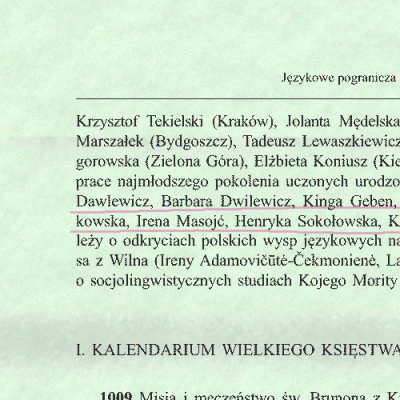 Językowe pogranicza
Krzysztof Tekielski (Kraków), Jolanta Mędelska
Marszałek (Bydgoszcz), Tadeusz Lewaszkiewicz
gorowska (Zielona Góra), Elżbieta Koniusz (Kie
prace najmłodszego pokolenia uczonych urodzo
Dawlewicz, Barbara Dwilewicz, Kinga Geben,
kowska, Irena Masojć, Henryka Sokołowska, K
leży o odkryciach polskich wysp językowych na
sa z Wilna (Ireny Adamovičiūtė-Čekmonienė, La
o socjolingwistycznych studiach Kojego Mority
I. KALENDARIUM WIELKIEGO KSIĘSTWA
1009 Misja i męczeństwo św. Brunona z K